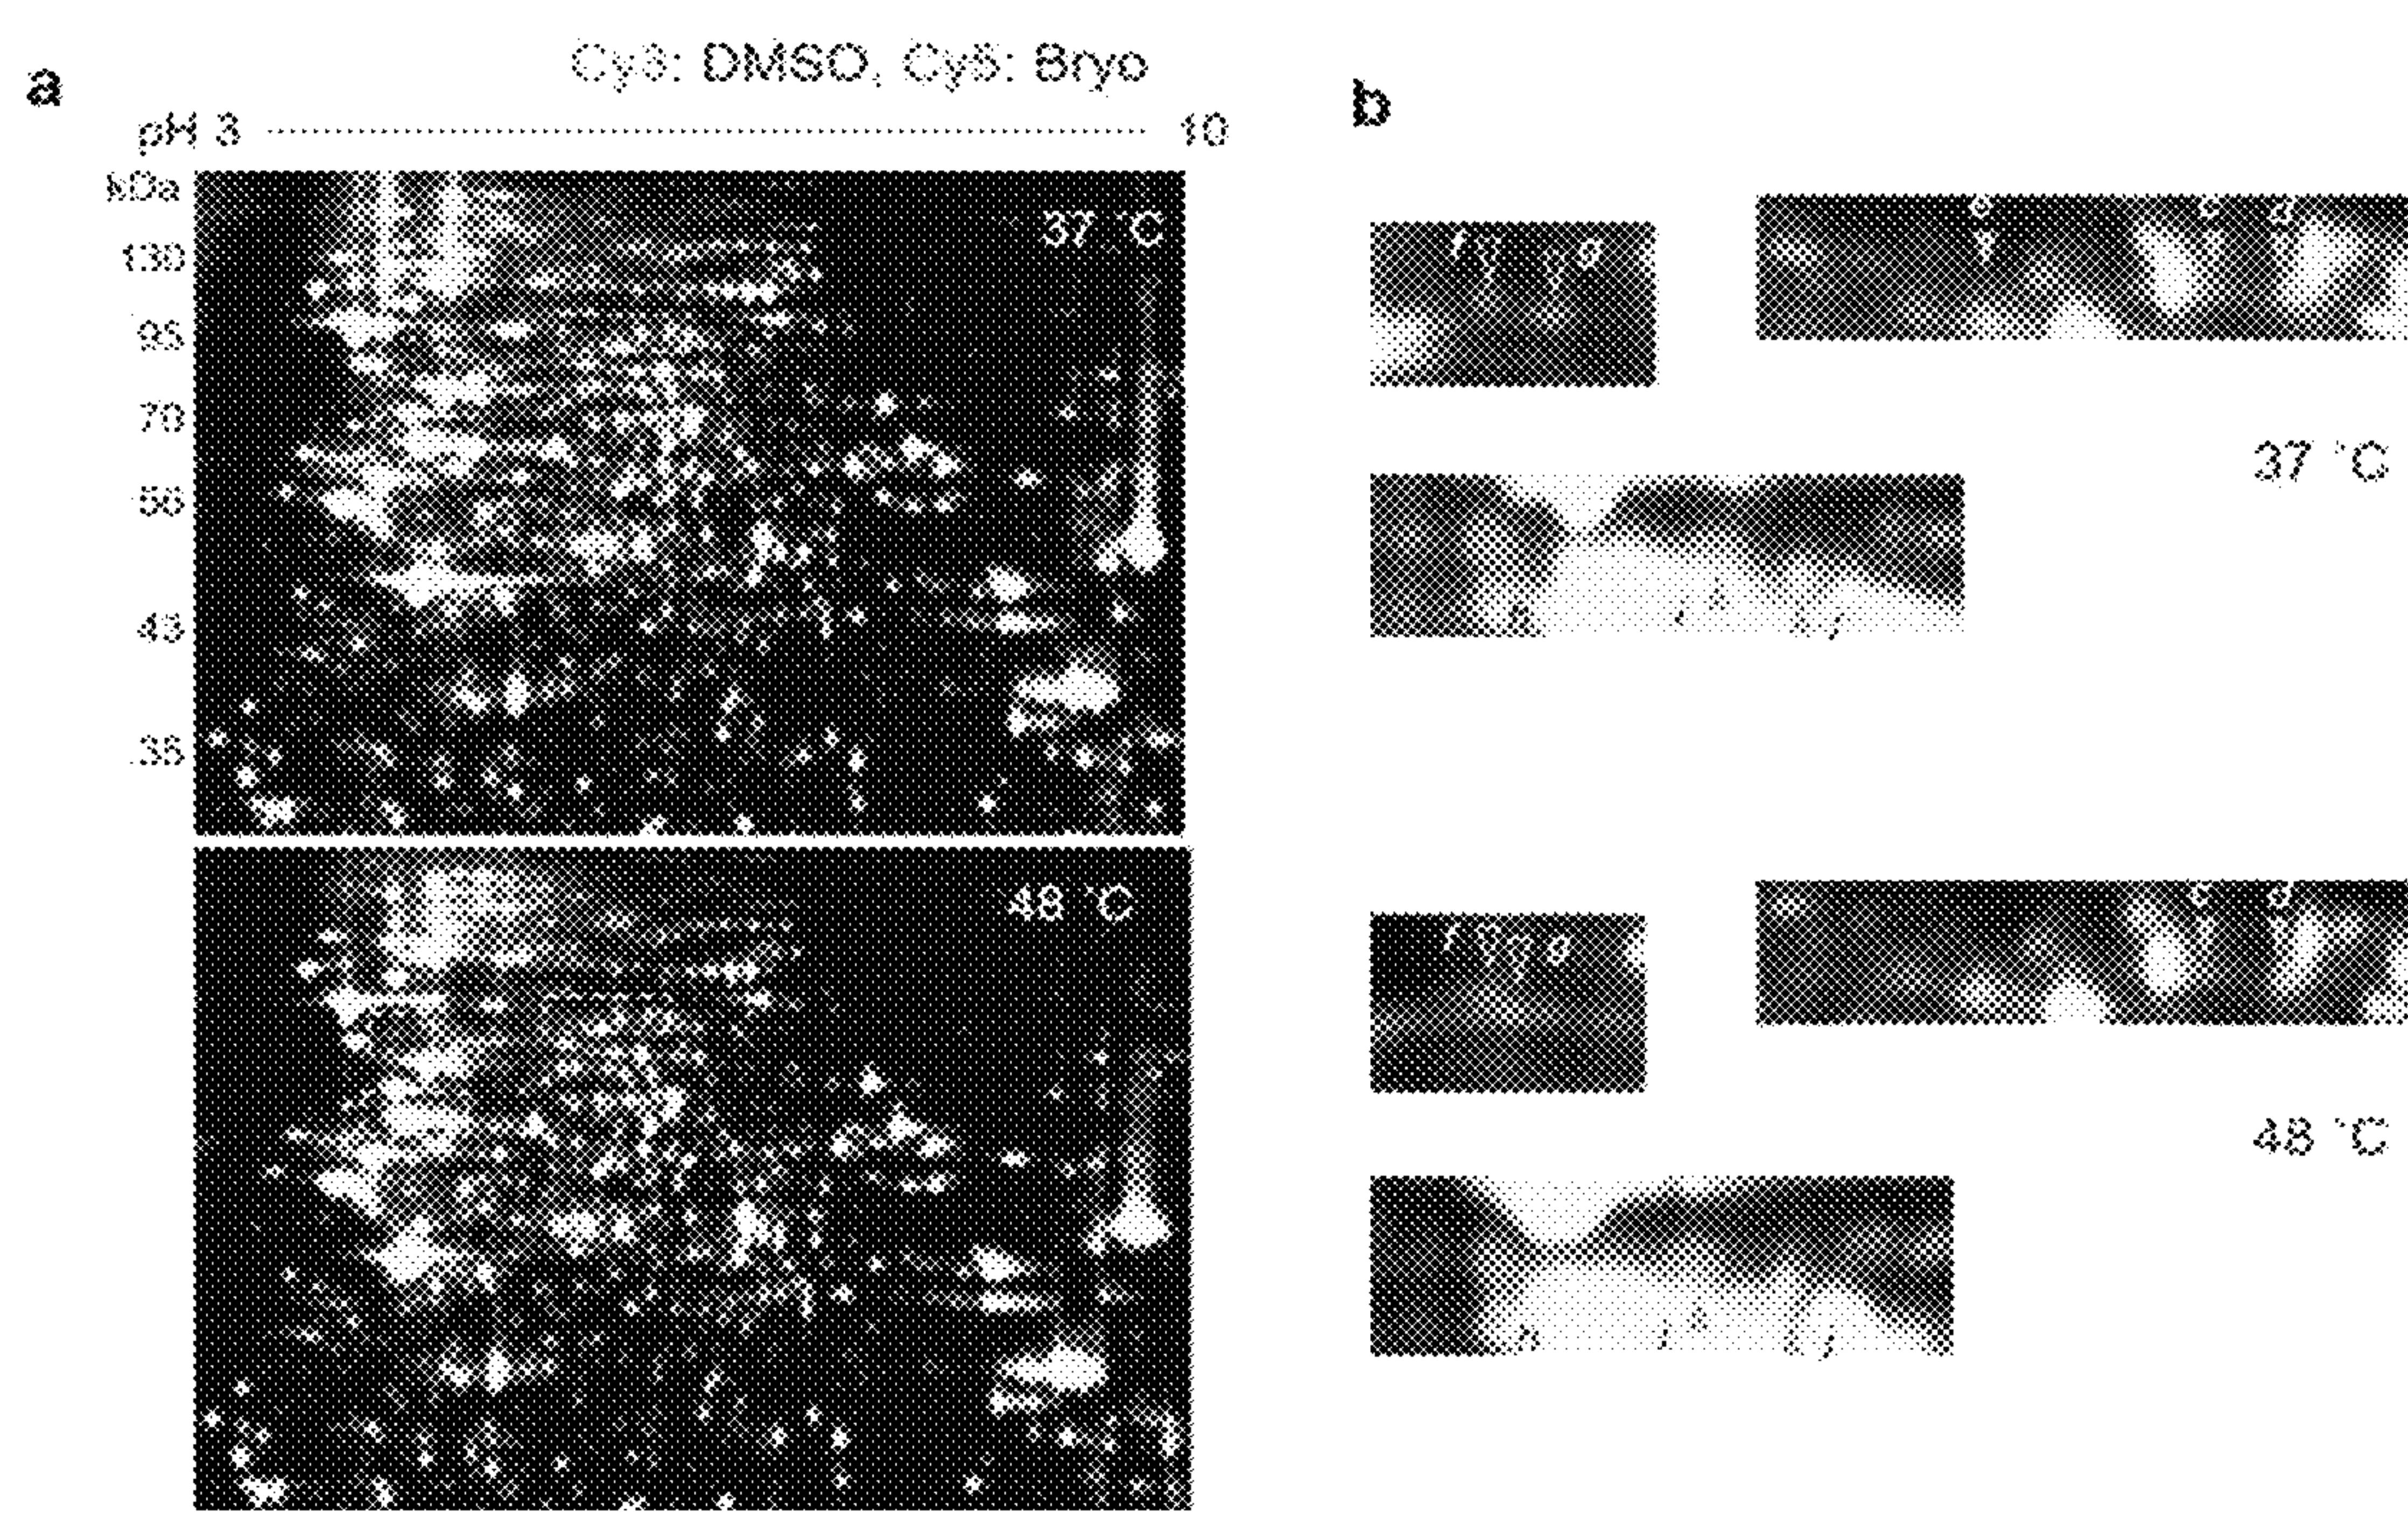 a
Cy3: DMSO, Cy5: Bryo
pH 3 10
kDa
130
95
70
56
43
35
37 °C
48 °C
b
f g
e c d
37 °C
h i k j
f g
c d
48 °C
h i k j